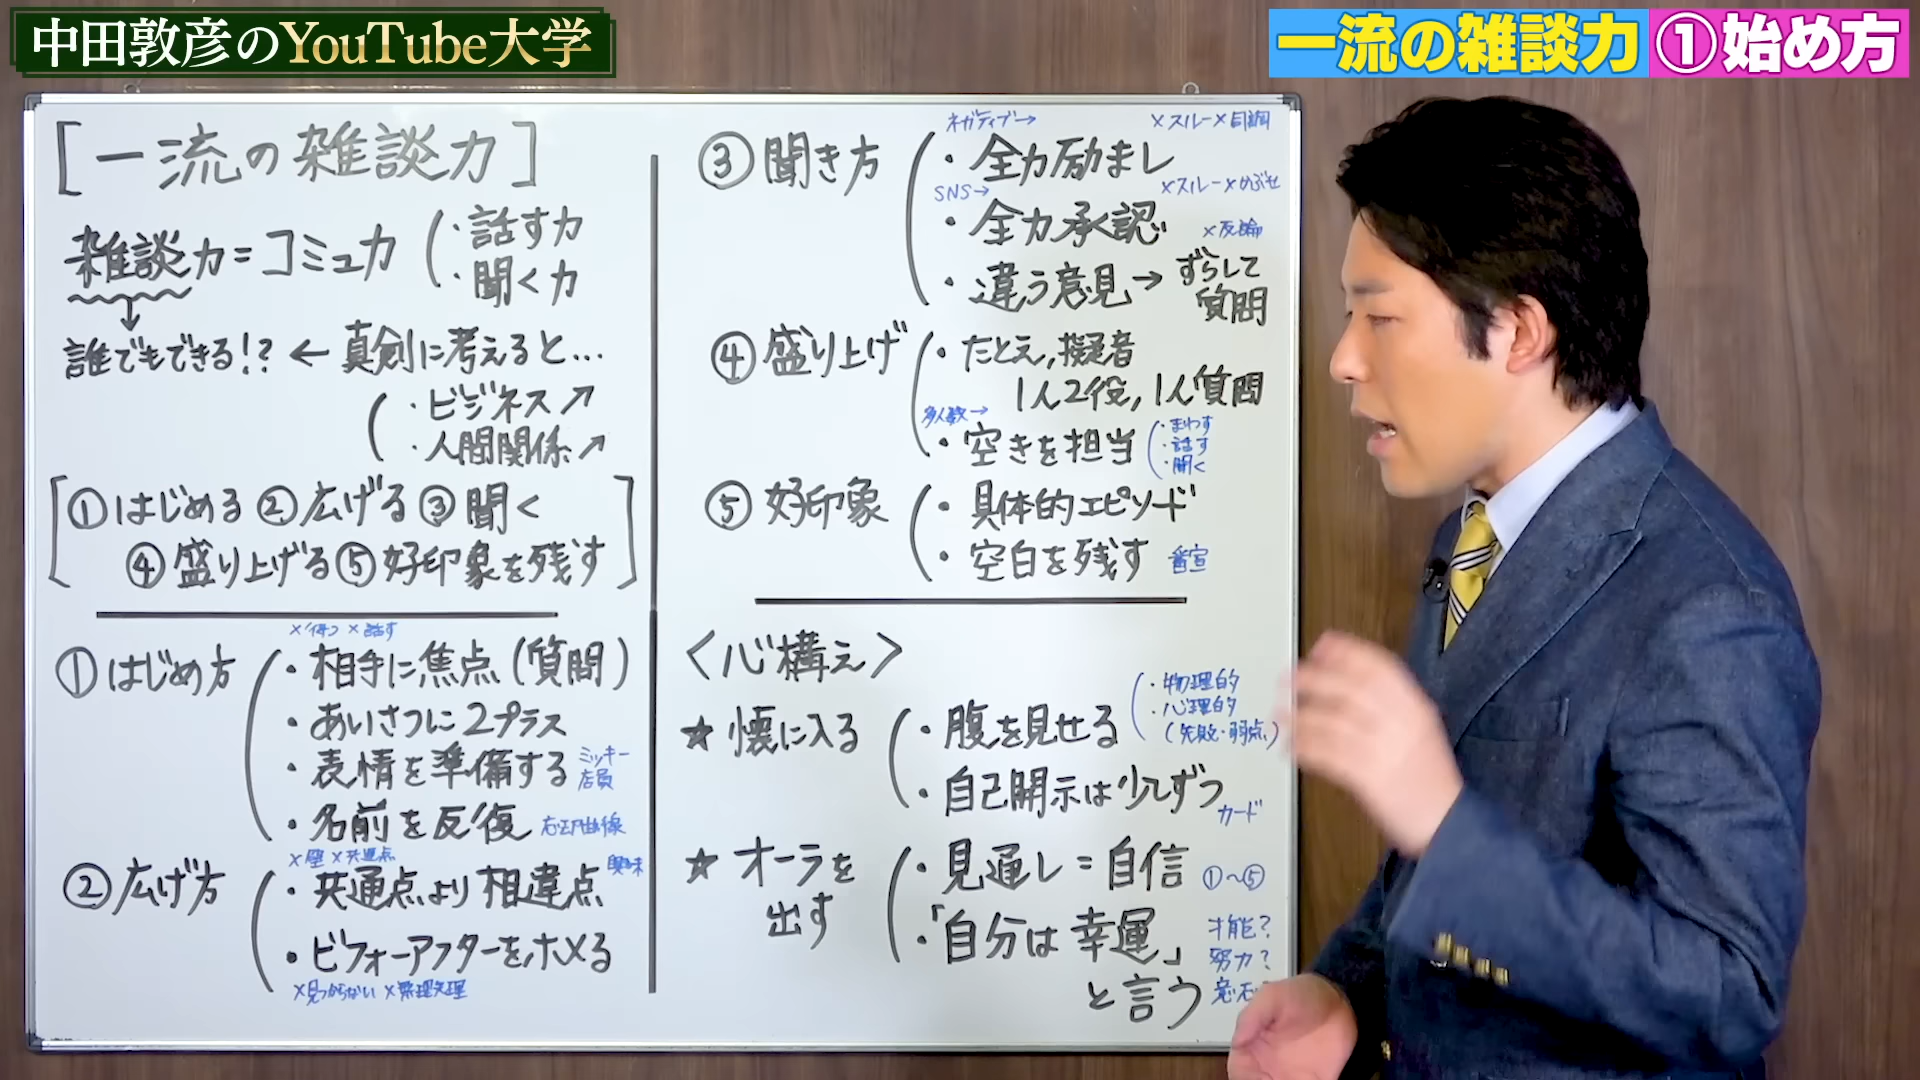 中田敦彦のYouTube大学
一流の雑談力 ①始め方
[一流の雑談力]
雑談力=コミュ力
・話す力
・聞く力
誰でもできる!? ← 真剣に考えると…
・ビジネス↗
・人間関係↗
①はじめる ②広げる ③聞く
④盛り上げる ⑤好印象を残す
①はじめ方
×待つ ×話す
・相手に焦点(質問)
・あいさつに2プラス
・表情を準備する ミッキー
店員
・名前を反復
②広げ方
×壁 ×共通点
・共通点より相違点 興味
・ビフォーアフターをホメる
×見つからない ×無理矢理
③聞き方
ネガティブ→ ×スルー×同調
・全力励まし
SNS→ ×スルー×めぶせ
・全力承認
×反論
・違う意見→ずらして
質問
④盛り上げ
・たとえ,擬音
1人2役,1人質問
多人数→
・空きを担当
・まわす
・話す
・聞く
⑤好印象
・具体的エピソード
・空白を残す 番宣
〈心構え〉
★懐に入る
・腹を見せる
・物理的
・心理的
(失敗・弱点)
・自己開示は少しずつ
カード
★オーラを
出す
・見通し=自信 ①〜⑤
・「自分は幸運」
と言う
才能?
努力?